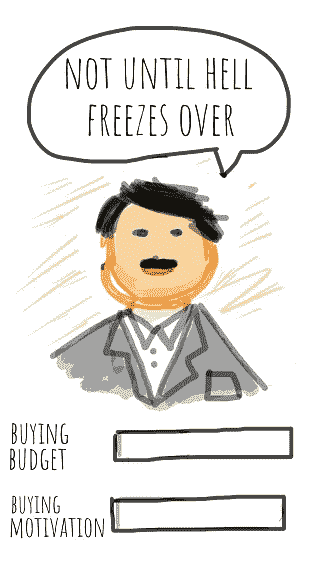 NOT UNTIL HELL
FREEZES OVER
BUYING
BUDGET
BUYING
MOTIVATION